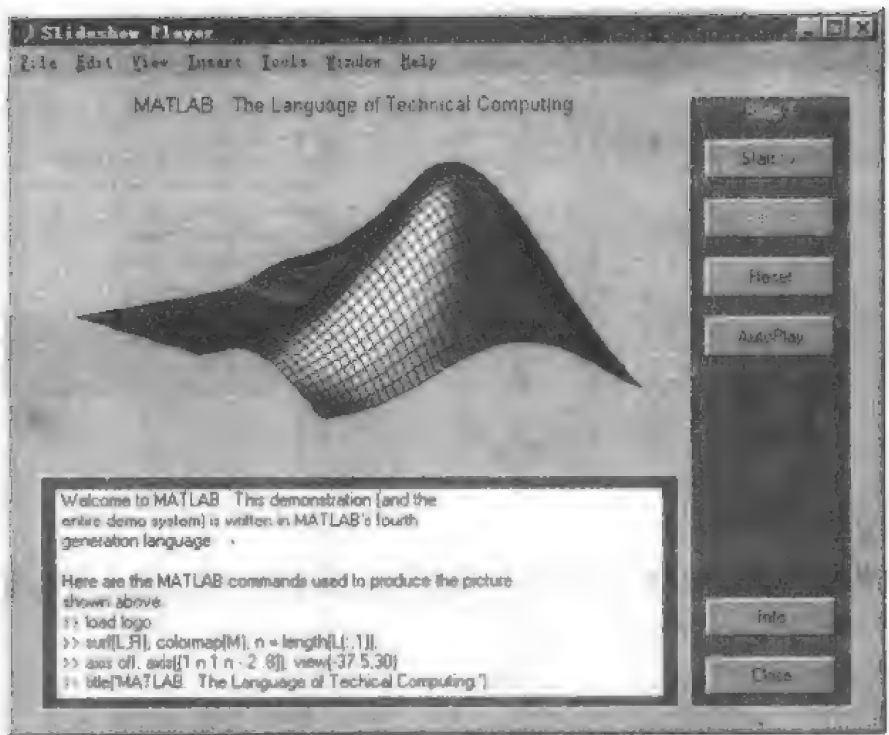 Slideshow Player
File Edit View Insert Tools Window Help
MATLAB The Language of Technical Computing
Start >>
Reset
AutoPlay
Info
Close
Welcome to MATLAB This demonstration (and the
entire demo system) is written in MATLAB's fourth
generation language
Here are the MATLAB commands used to produce the picture
shown above
>> load logo
>> surf(L,R), colormap(M), n = length(L(:,1)),
>> axis off, axis([1 n 1 n -.2 .8]), view(-37.5,30)
>> title('MATLAB The Language of Techical Computing.')